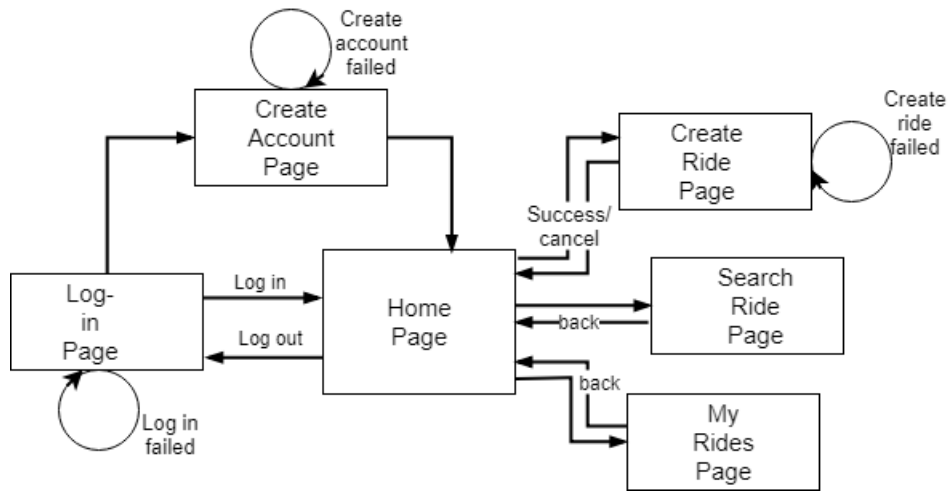 Create
account
failed
Create
Account
Page
Create
Ride
Page
Create
ride
failed
Success/
cancel
Log-
in
Page
Log in
Log out
Home
Page
Search
Ride
Page
back
back
My
Rides
Page
Log in
failed